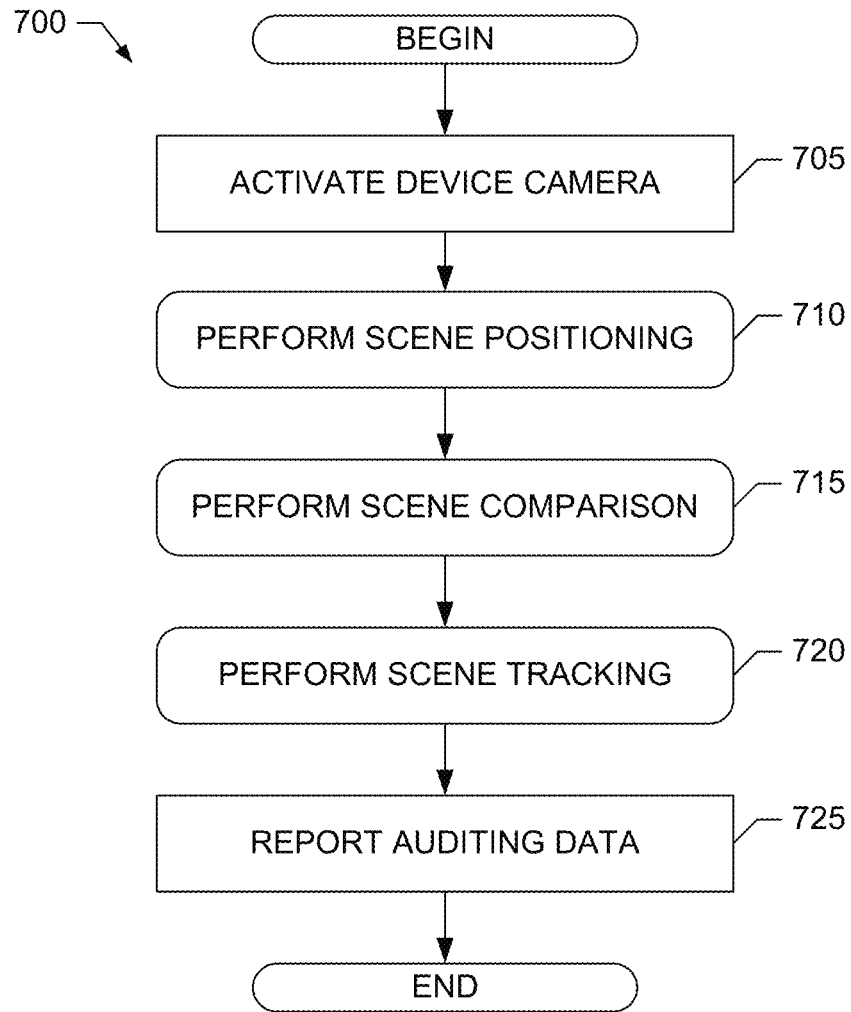 700
BEGIN
ACTIVATE DEVICE CAMERA
705
PERFORM SCENE POSITIONING
710
PERFORM SCENE COMPARISON
715
PERFORM SCENE TRACKING
720
REPORT AUDITING DATA
725
END